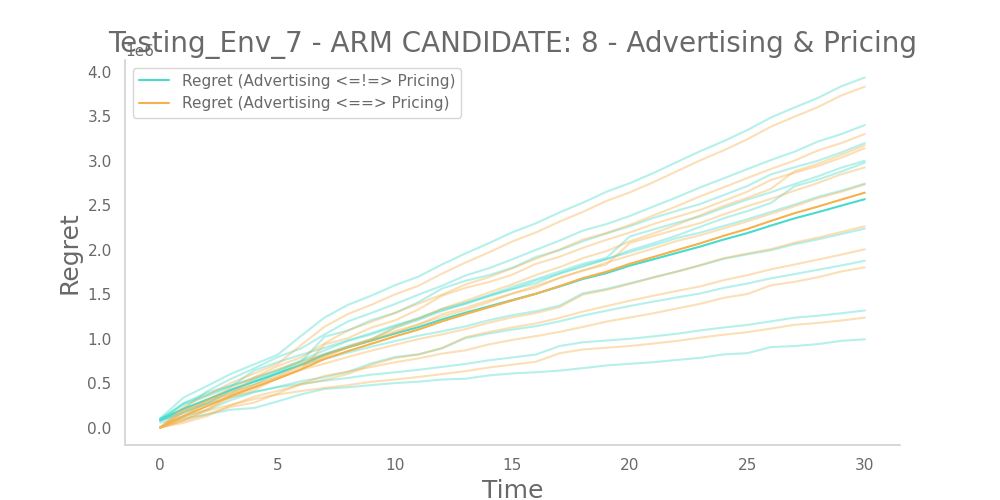 Testing_Env_7 - ARM CANDIDATE: 8 - Advertising & Pricing
1e6
Regret (Advertising <=!=> Pricing)
Regret (Advertising <==> Pricing)
4.0
3.5
3.0
2.5
2.0
1.5
1.0
0.5
0.0
Regret
0 5 10 15 20 25 30
Time